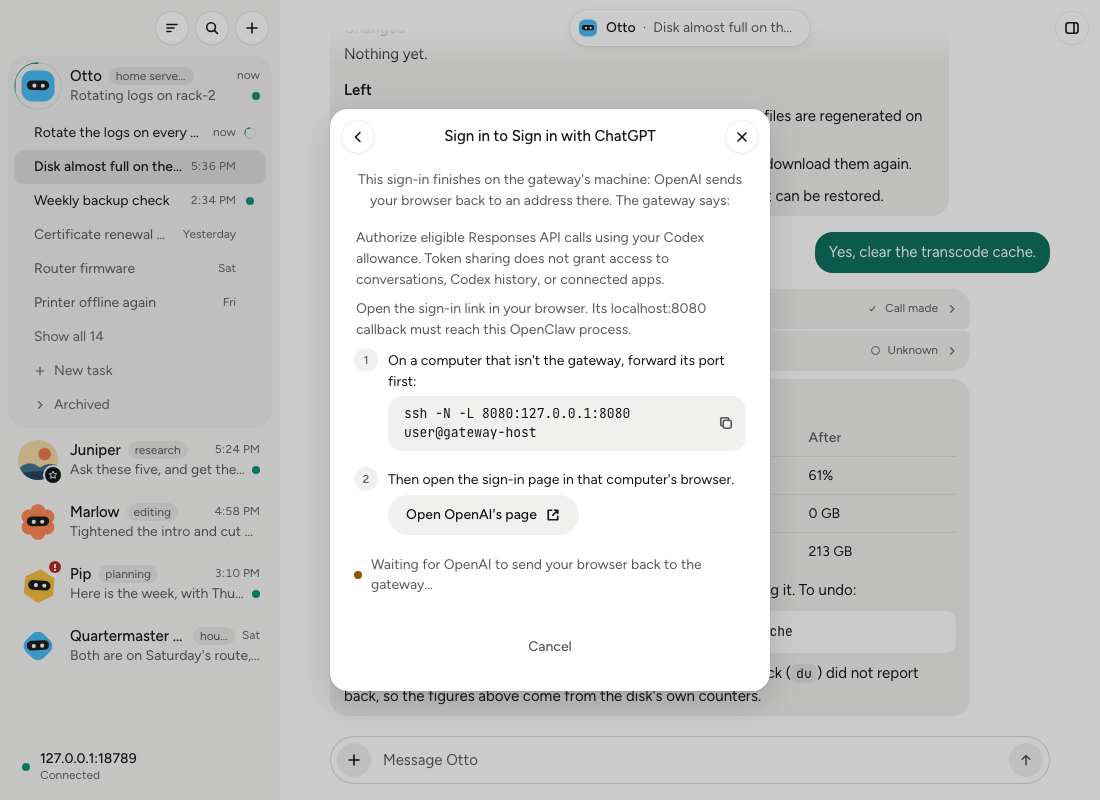 Otto
home serve...
now
Rotating logs on rack-2
Rotate the logs on every ...
now
Disk almost full on the...
5:36 PM
Weekly backup check
2:34 PM
Certificate renewal ...
Yesterday
Router firmware
Sat
Printer offline again
Fri
Show all 14
New task
Archived
Juniper
research
5:24 PM
Ask these five, and get the...
Marlow
editing
4:58 PM
Tightened the intro and cut ...
Pip
planning
3:10 PM
Here is the week, with Thu...
Quartermaster ...
hou...
Sat
Both are on Saturday's route,...
127.0.0.1:18789
Connected
Otto · Disk almost full on th...
Changed
Nothing yet.
Left
files are regenerated on
download them again.
can be restored.
Yes, clear the transcode cache.
Call made
Unknown
After
61%
0 GB
213 GB
g it. To undo:
che
ck ( du ) did not report
back, so the figures above come from the disk's own counters.
Message Otto
Sign in to Sign in with ChatGPT
This sign-in finishes on the gateway's machine: OpenAI sends
your browser back to an address there. The gateway says:
Authorize eligible Responses API calls using your Codex
allowance. Token sharing does not grant access to
conversations, Codex history, or connected apps.
Open the sign-in link in your browser. Its localhost:8080
callback must reach this OpenClaw process.
1
On a computer that isn't the gateway, forward its port
first:
ssh -N -L 8080:127.0.0.1:8080
user@gateway-host
2
Then open the sign-in page in that computer's browser.
Open OpenAI's page
Waiting for OpenAI to send your browser back to the
gateway...
Cancel